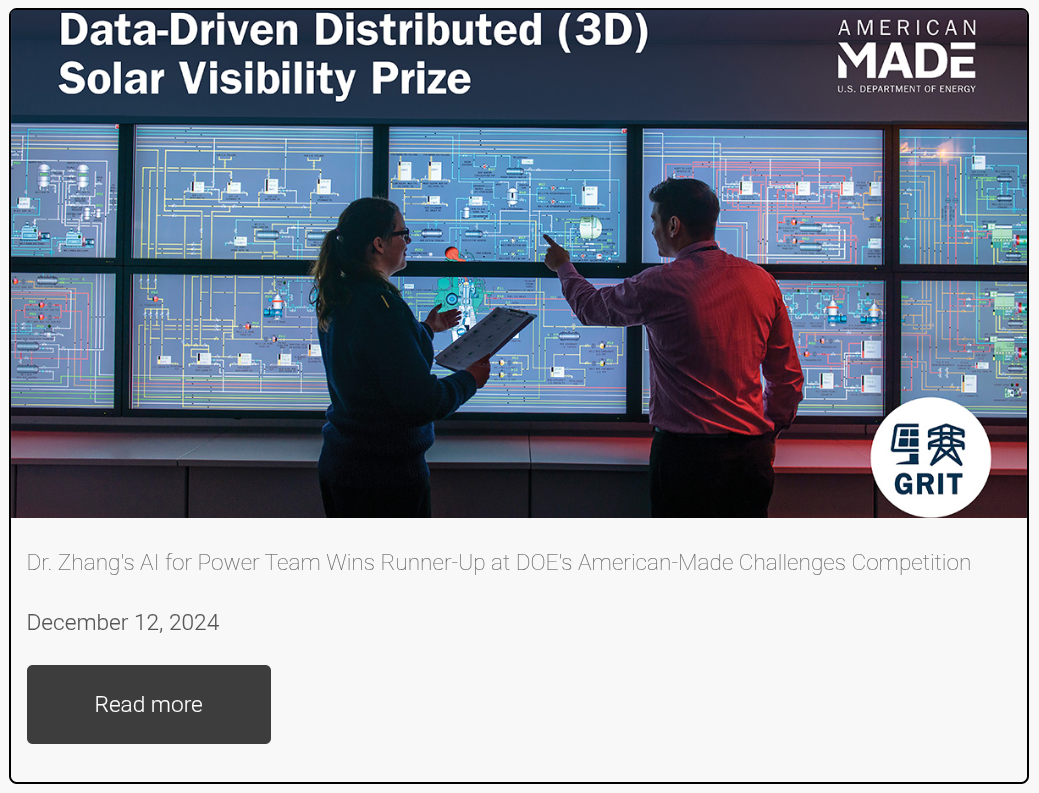 Data-Driven Distributed (3D)
Solar Visibility Prize
AMERICAN
MADE
U.S. DEPARTMENT OF ENERGY
GRIT
Dr. Zhang's AI for Power Team Wins Runner-Up at DOE's American-Made Challenges Competition
December 12, 2024
Read more